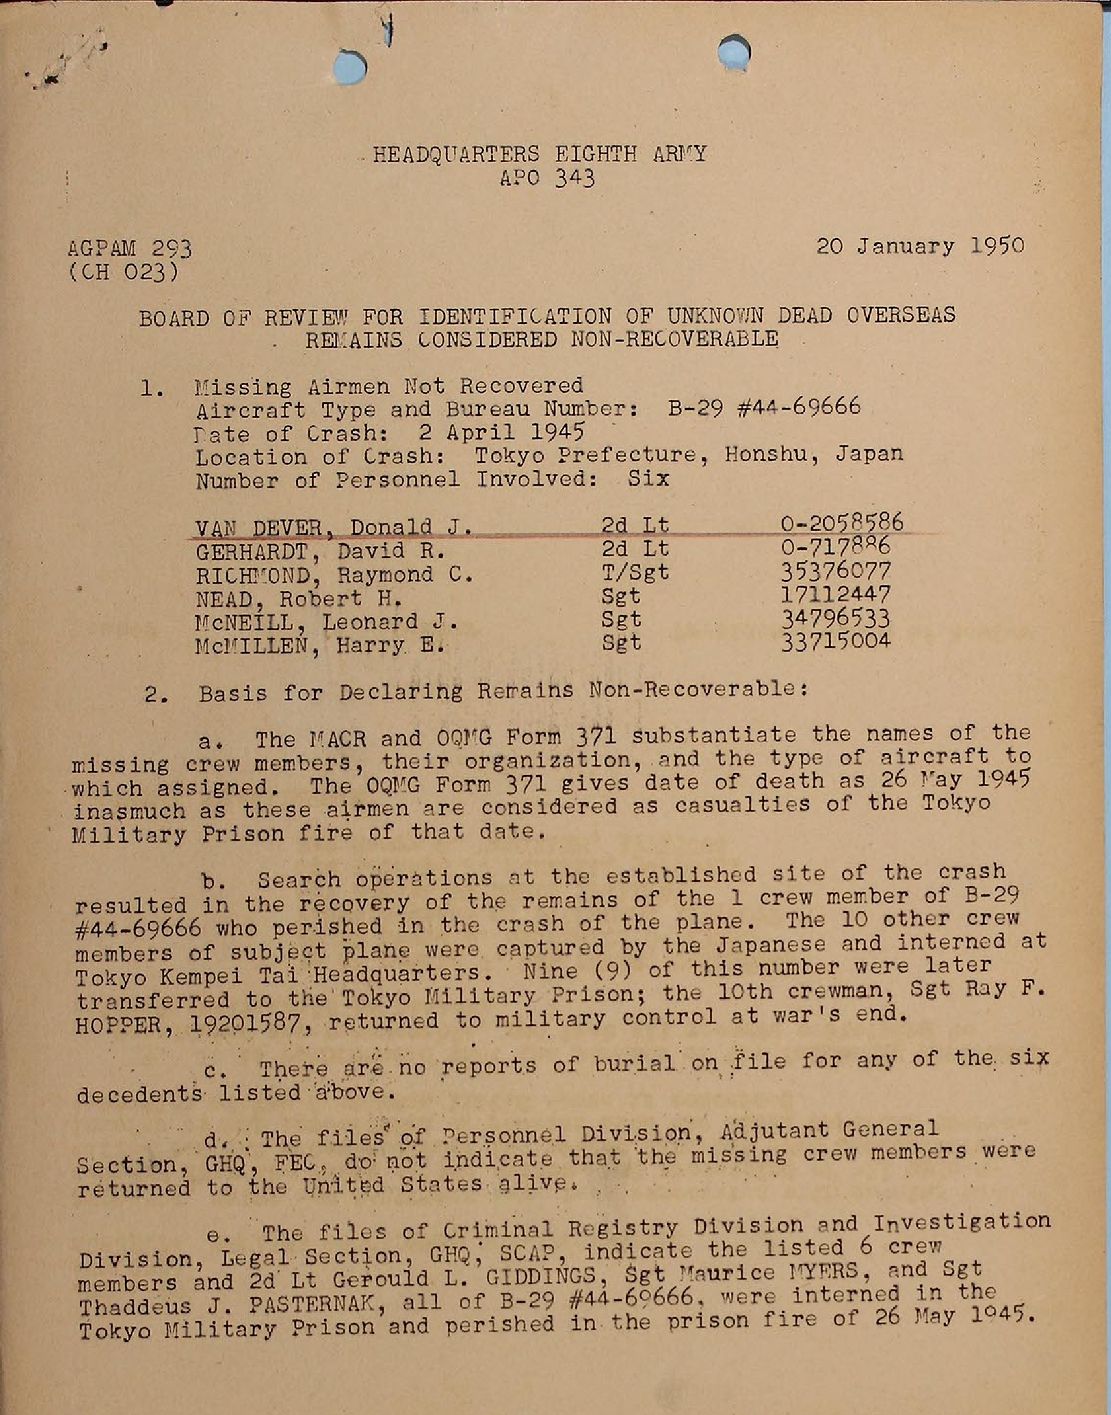 HEADQUARTERS EIGHTH ARMY
APO 343
AGPAM 293
20 January 1950
(CH 023)
BOARD OF REVIEW FOR IDENTIFICATION OF UNKNOWN DEAD OVERSEAS
REMAINS CONSIDERED NON-RECOVERABLE
1. Missing Airmen Not Recovered
Aircraft Type and Bureau Number: B-29 #44-69666
Date of Crash: 2 April 1945
Location of Crash: Tokyo Prefecture, Honshu, Japan
Number of Personnel Involved: Six
VAN DEVER, Donald J. 2d Lt O-2058586
GERHARDT, David R. 2d Lt O-717886
RICHMOND, Raymond C. T/Sgt 35376077
NEAD, Robert H. Sgt 17112447
McNEILL, Leonard J. Sgt 34796533
McMILLEN, Harry E. Sgt 33715004
2. Basis for Declaring Remains Non-Recoverable:
a. The MACR and OQMG Form 371 substantiate the names of the
missing crew members, their organization, and the type of aircraft to
which assigned. The OQMG Form 371 gives date of death as 26 May 1945
inasmuch as these airmen are considered as casualties of the Tokyo
Military Prison fire of that date.
b. Search operations at the established site of the crash
resulted in the recovery of the remains of the 1 crew member of B-29
#44-69666 who perished in the crash of the plane. The 10 other crew
members of subject plane were captured by the Japanese and interned at
Tokyo Kempei Tai Headquarters. Nine (9) of this number were later
transferred to the Tokyo Military Prison; the 10th crewman, Sgt Ray F.
HOPPER, 19201587, returned to military control at war's end.
c. There are no reports of burial on file for any of the six
decedents listed above.
d. The files of Personnel Division, Adjutant General
Section, GHQ, FEC, do not indicate that the missing crew members were
returned to the United States alive.
e. The files of Criminal Registry Division and Investigation
Division, Legal Section, GHQ, SCAP, indicate the listed 6 crew
members and 2d Lt Gerould L. GIDDINGS, Sgt Maurice MYERS, and Sgt
Thaddeus J. PASTERNAK, all of B-29 #44-69666, were interned in the
Tokyo Military Prison and perished in the prison fire of 26 May 1945.